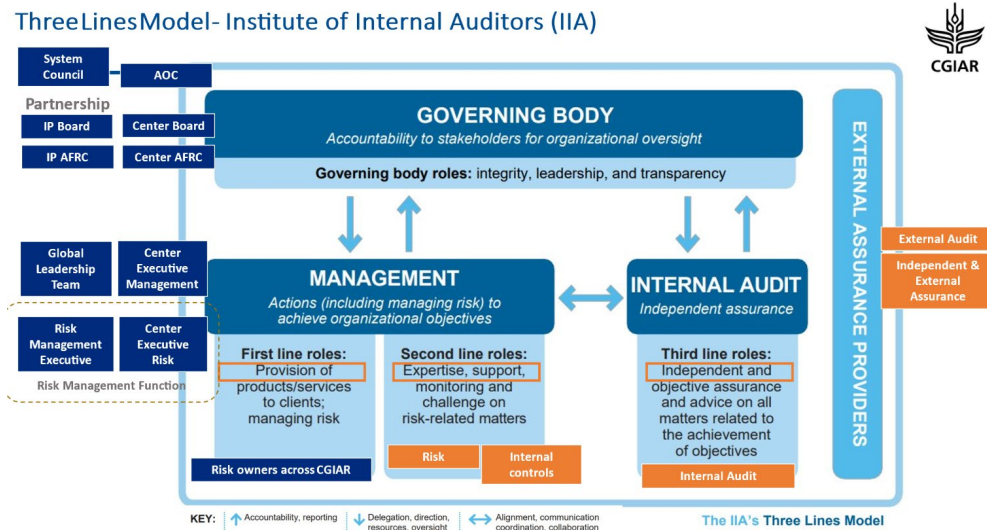 ThreeLinesModel- Institute of Internal Auditors (IIA)
CGIAR
System
Council
AOC
Partnership
IP Board
Center Board
IP AFRC
Center AFRC
GOVERNING BODY
Accountability to stakeholders for organizational oversight
Governing body roles: integrity, leadership, and transparency
EXTERNAL ASSURANCE PROVIDERS
External Audit
Independent &
External
Assurance
Global
Leadership
Team
Center
Executive
Management
MANAGEMENT
Actions (including managing risk) to
achieve organizational objectives
INTERNAL AUDIT
Independent assurance
Risk
Management
Executive
Center
Executive
Risk
Risk Management Function
First line roles:
Provision of
products/services
to clients;
managing risk
Second line roles:
Expertise, support,
monitoring and
challenge on
risk-related matters
Third line roles:
Independent and
objective assurance
and advice on all
matters related to
the achievement
of objectives
Risk owners across CGIAR
Risk
Internal
controls
Internal Audit
KEY:
Accountability, reporting
Delegation, direction,
resources, oversight
Alignment, communication
coordination, collaboration
The IIA's Three Lines Model